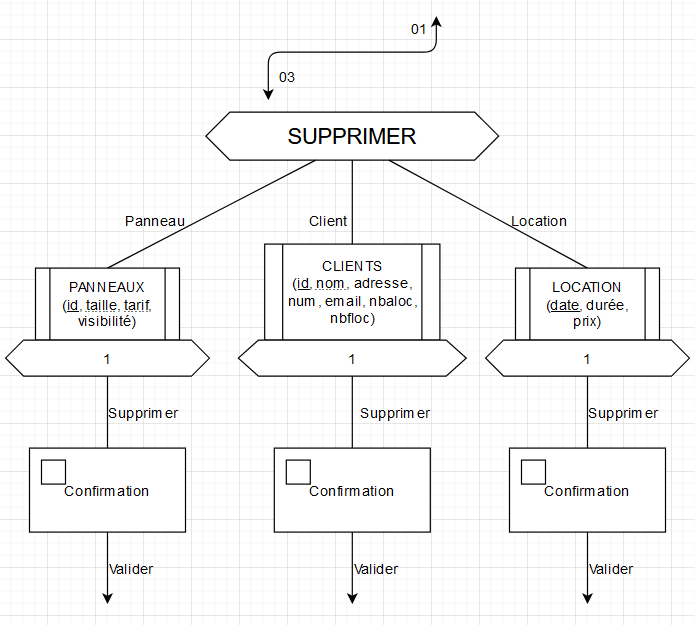 01
03
SUPPRIMER
Panneau
Client
Location
PANNEAUX
(id, taille, tarif,
visibilité)
CLIENTS
(id, nom, adresse,
num, email, nbaloc,
nbfloc)
LOCATION
(date, durée,
prix)
1
1
1
Supprimer
Supprimer
Supprimer
Confirmation
Confirmation
Confirmation
Valider
Valider
Valider